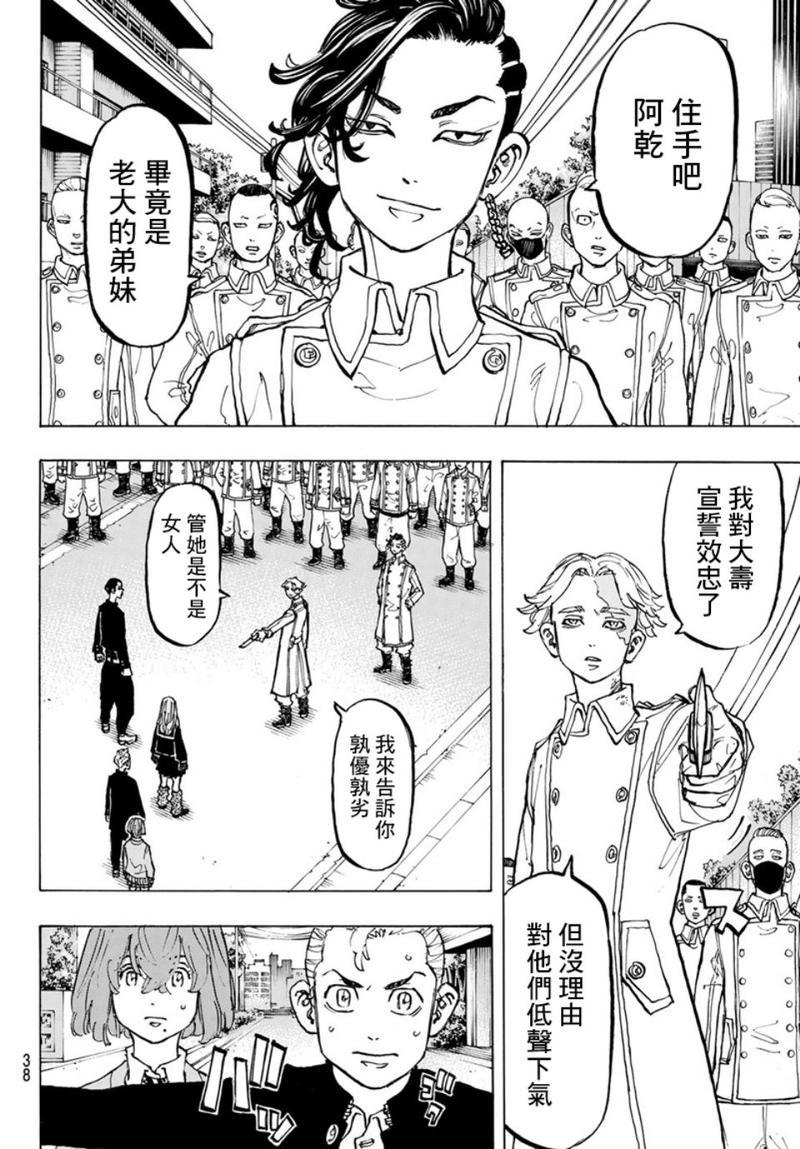 住手吧
阿乾
畢竟是
老大的弟妹
我對大壽
宣誓效忠了
ス
但沒理由
對他們低聲下氣
管她是不是
女人
我來告訴你
孰優孰劣
38